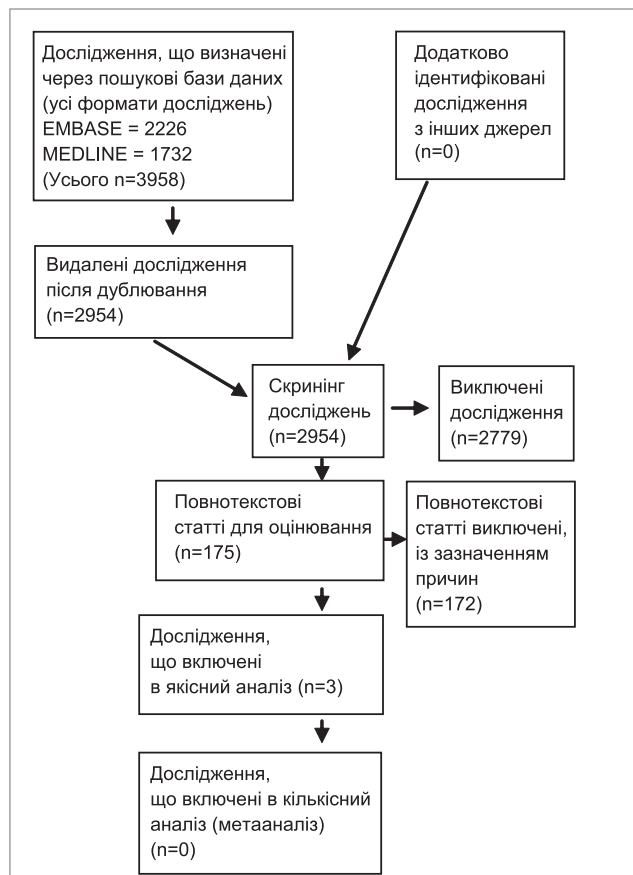 Дослідження, що визначені
через пошукові бази даних
(усі формати досліджень)
EMBASE = 2226
MEDLINE = 1732
(Усього n=3958)
Додатково
ідентифіковані
дослідження
з інших джерел
(n=0)
Видалені дослідження
після дублювання
(n=2954)
Скринінг
досліджень
(n=2954)
Виключені
дослідження
(n=2779)
Повнотекстові
статті для оцінювання
(n=175)
Повнотекстові
статті виключені,
із зазначенням
причин
(n=172)
Дослідження,
що включені
в якісний аналіз (n=3)
Дослідження,
що включені в кількісний
аналіз (метааналіз)
(n=0)